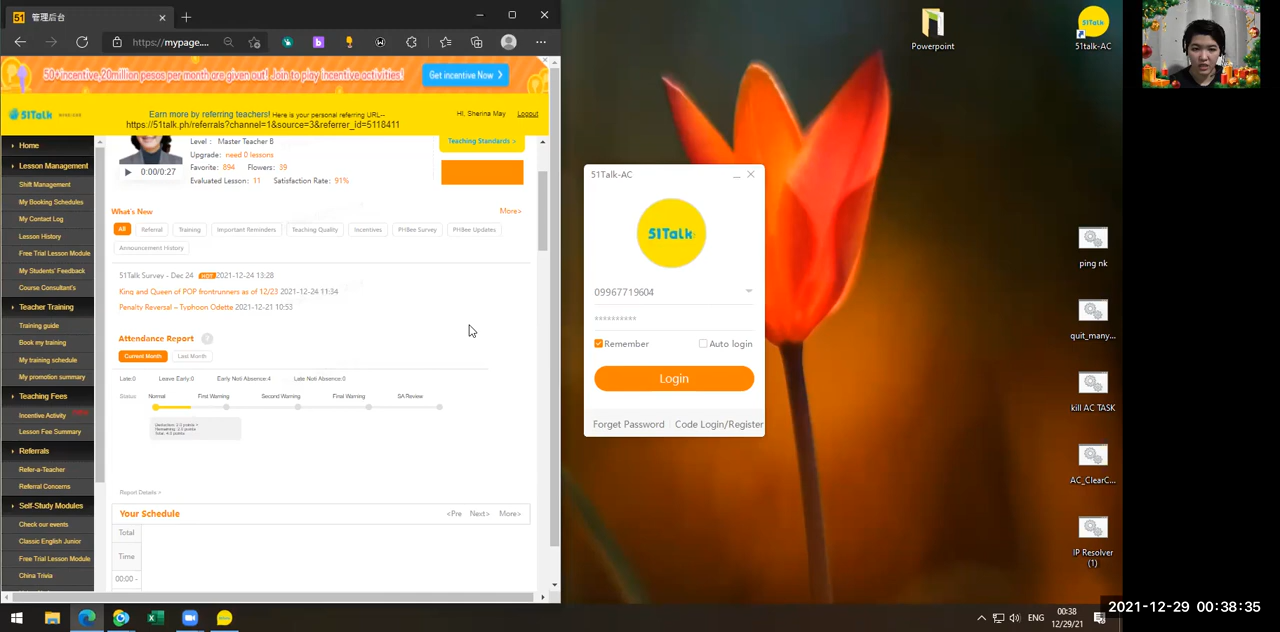 51 管理后台
https://mypage....
50+incentive,20million pesos per month are given out! Join to play incentive activities!
Get incentive Now >
51Talk
Earn more by referring teachers! Here is your personal referring URL--
https://51talk.ph/referrals?channel=1&source=3&referrer_id=5118411
Hi, Sherina May
Logout
Home
Lesson Management
Shift Management
My Booking Schedules
My Contact Log
Lesson History
Free Trial Lesson Module
My Students' Feedback
Course Consultant's
Teacher Training
Training guide
Book my training
My training schedule
My promotion summary
Teaching Fees
Incentive Activity
Lesson Fee Summary
Referrals
Refer-a-Teacher
Referral Concerns
Self-Study Modules
Check our events
Classic English Junior
Free Trial Lesson Module
China Trivia
0:00/0:27
Level : Master Teacher B
Upgrade: need 0 lessons
Favorite: 894 Flowers: 39
Evaluated Lesson: 11 Satisfaction Rate: 91%
Teaching Standards >
What's New
More>
All Referral Training Important Reminders Teaching Quality Incentives PHBee Survey PHBee Updates
Announcement History
51Talk Survey - Dec 24 HOT 2021-12-24 13:28
King and Queen of POP frontrunners as of 12/23 2021-12-24 11:34
Penalty Reversal – Typhoon Odette 2021-12-21 10:53
Attendance Report ?
Current Month Last Month
Late:0 Leave Early:0 Early Noti Absence:4 Late Noti Absence:0
Status Normal First Warning Second Warning Final Warning SA Review
Report Details >
Your Schedule
<Pre Next> More>
Total
Time
00:00 -
51Talk-AC
51Talk
09967719604
**********
Remember
Auto login
Login
Forget Password
Code Login/Register
Powerpoint
51Talk
51talk-AC
ping nk
quit_many...
kill AC TASK
AC_ClearC...
IP Resolver
(1)
ENG
00:38
12/29/21
2021-12-29 00:38:35